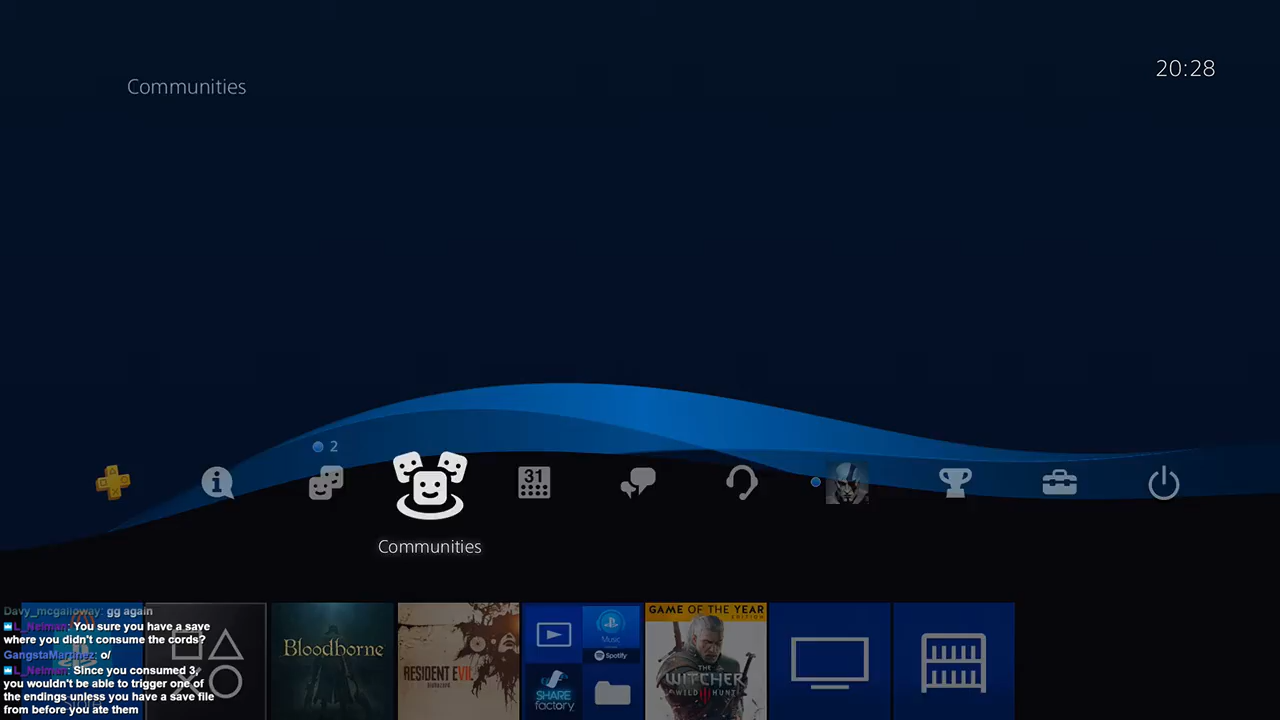 Communities
20:28
2
31
Communities
Davy_mcgalloway: gg again
L_Neiman: You sure you have a save
where you didn't consume the cords?
GangstaMartinez: o/
L_Neiman: Since you consumed 3
you wouldn't be able to trigger one of
the endings unless you have a save file
from before you ate them
Bloodborne
RESIDENT EVIL
biohazard
Music
Spotify
SHARE
factory
GAME OF THE YEAR
EDITION
THE
WITCHER
WILD HUNT